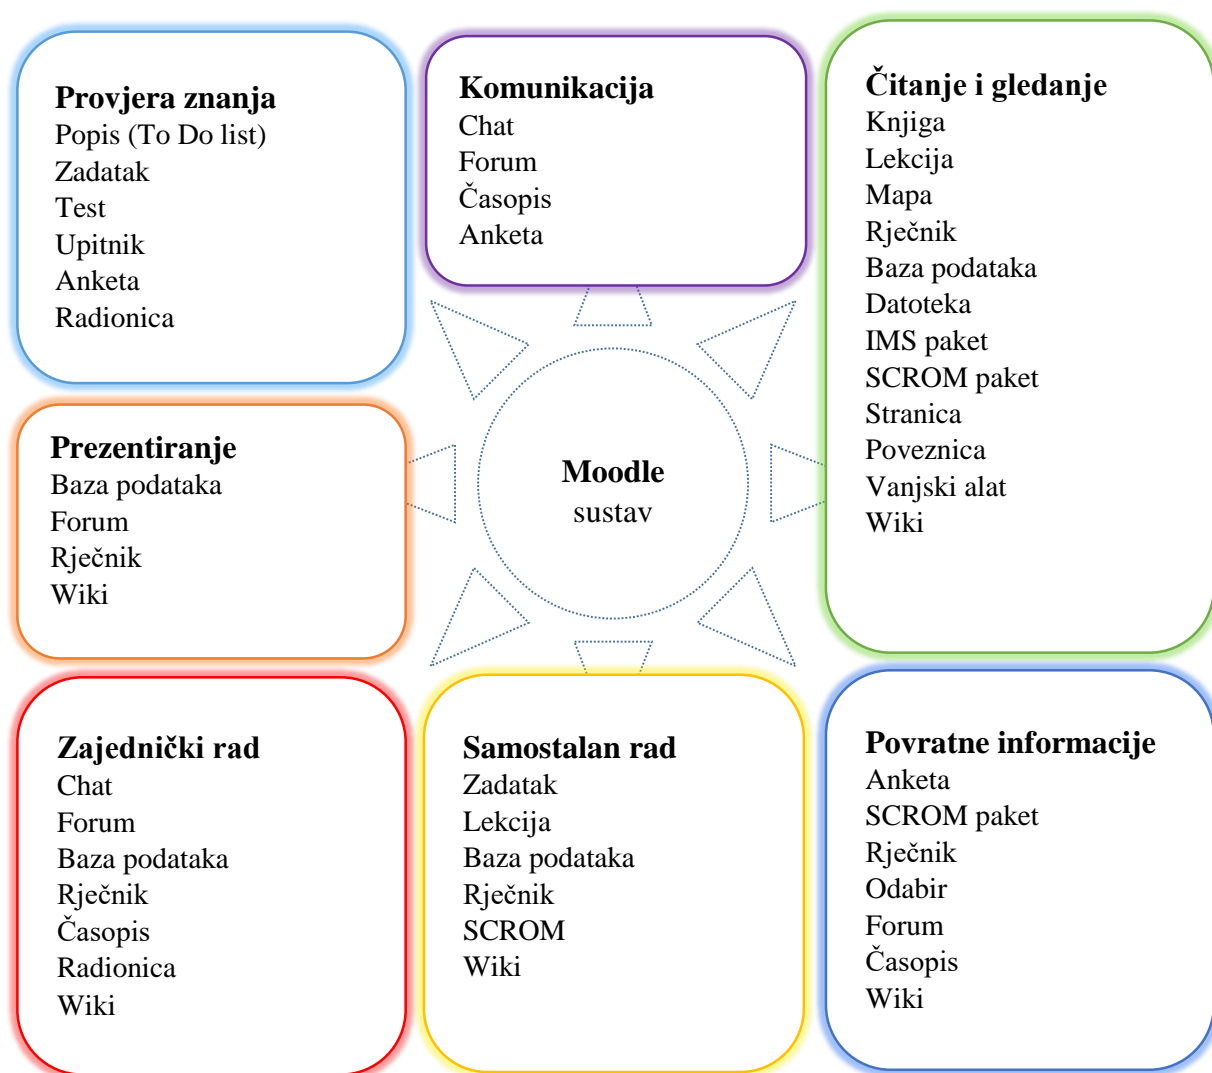 Provjera znanja
Popis (To Do list)
Zadatak
Test
Upitnik
Anketa
Radionica
Komunikacija
Chat
Forum
Časopis
Anketa
Čitanje i gledanje
Knjiga
Lekcija
Mapa
Rječnik
Baza podataka
Datoteka
IMS paket
SCROM paket
Stranica
Poveznica
Vanjski alat
Wiki
Prezentiranje
Baza podataka
Forum
Rječnik
Wiki
Moodle
sustav
Zajednički rad
Chat
Forum
Baza podataka
Rječnik
Časopis
Radionica
Wiki
Samostalan rad
Zadatak
Lekcija
Baza podataka
Rječnik
SCROM
Wiki
Povratne informacije
Anketa
SCROM paket
Rječnik
Odabir
Forum
Časopis
Wiki